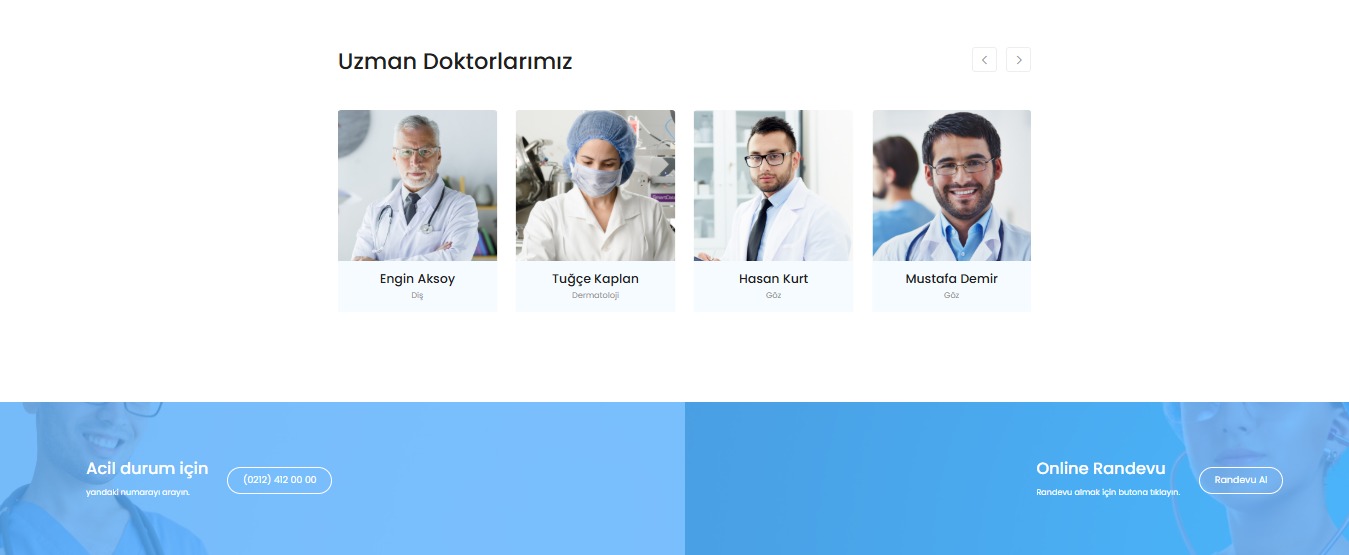 Uzman Doktorlarımız
Engin Aksoy
Diş
Tuğçe Kaplan
Dermatoloji
Hasan Kurt
Göz
Mustafa Demir
Göz
Acil durum için
yandaki numarayı arayın.
(0212) 412 00 00
Online Randevu
Randevu almak için butona tıklayın.
Randevu Al